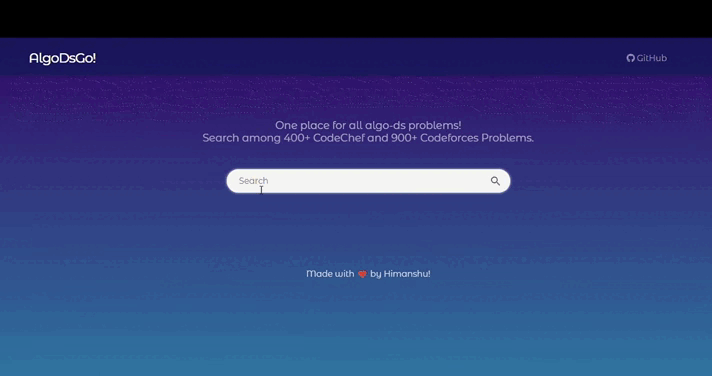 AlgoDsGo!
GitHub
One place for all algo-ds problems!
Search among 400+ CodeChef and 900+ Codeforces Problems.
Search
Made with ❤ by Himanshu!